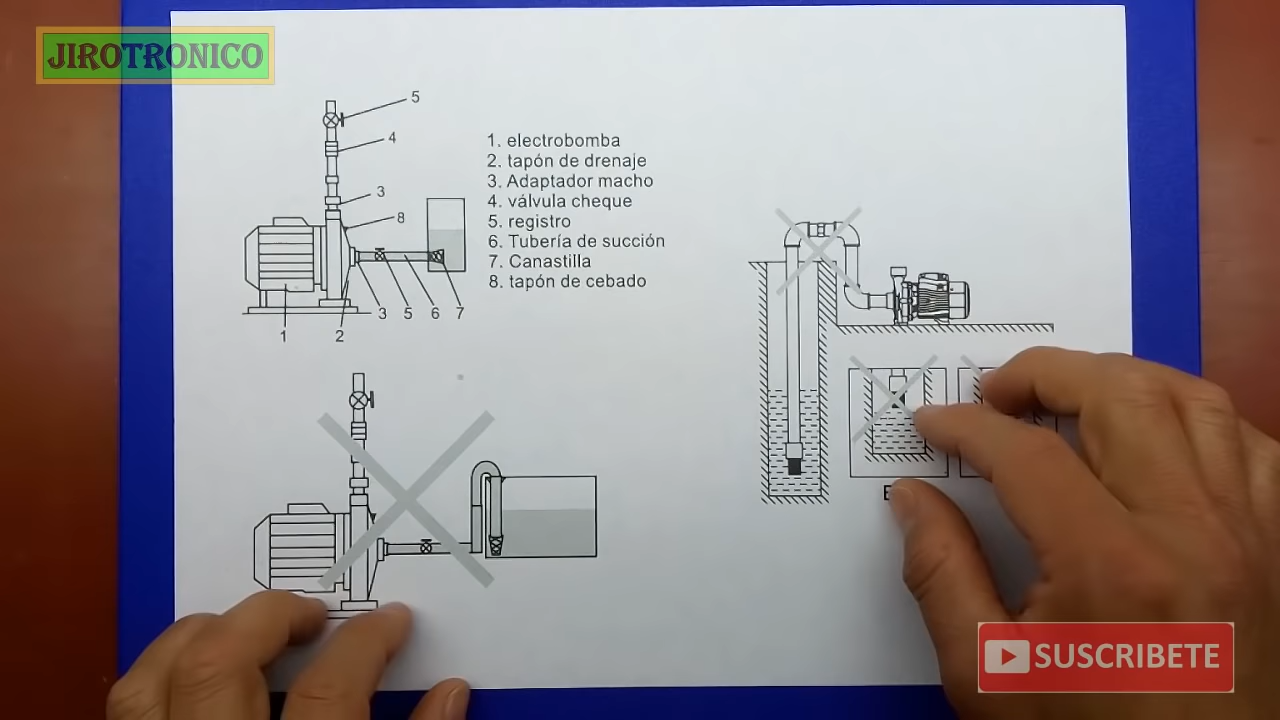 JIROTRONICO
5
4
3
8
1. electrobomba
2. tapón de drenaje
3. Adaptador macho
4. válvula cheque
5. registro
6. Tubería de succión
7. Canastilla
8. tapón de cebado
3 5 6 7
1 2
SUSCRIBETE